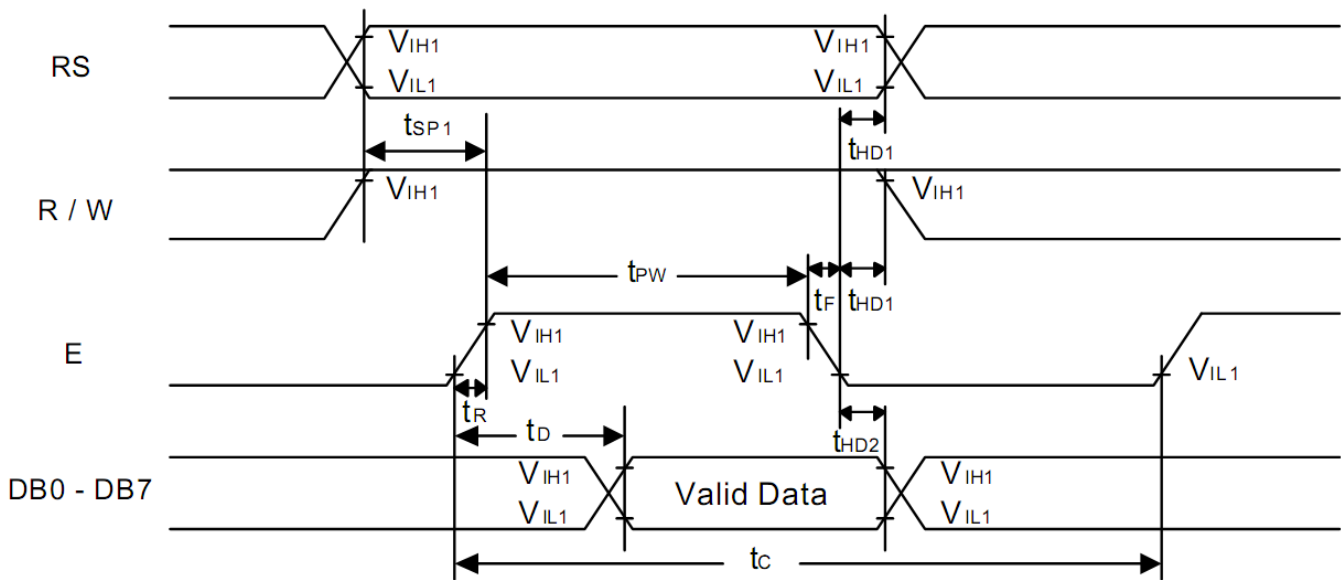 RS VIH1 VIH1
VIL1 VIL1
tSP1 tHD1
R / W VIH1 VIH1
tPW tF tHD1
E VIH1 VIH1
VIL1 VIL1 VIL1
tR tD tHD2
DB0 - DB7 VIH1 Valid Data VIH1
VIL1 VIL1
tC